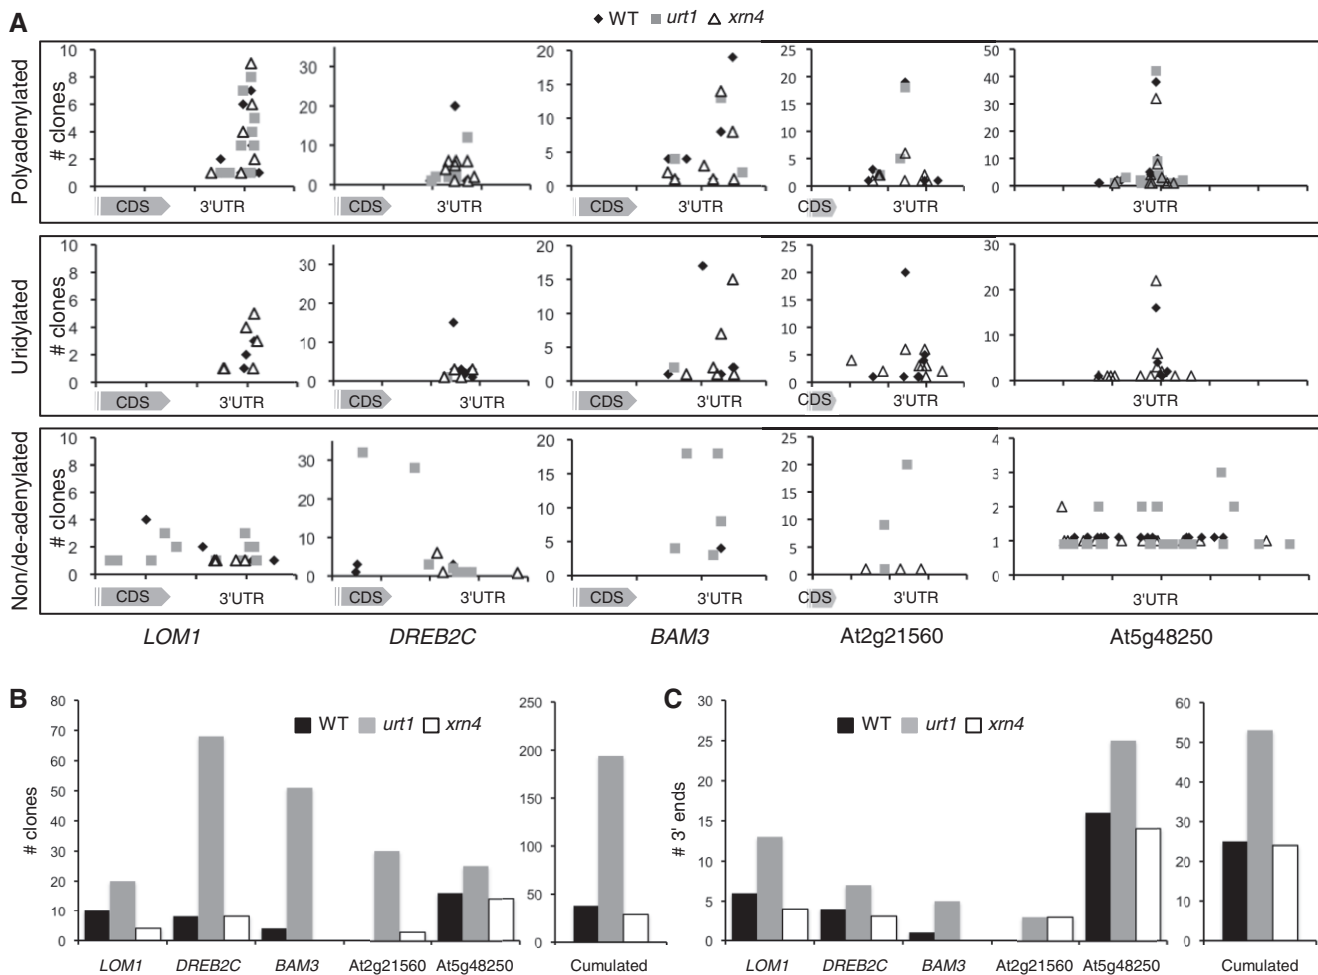 A
WT urt1 xrn4
Polyadenylated
# clones
10 8 6 4 2 0
30 20 10 0
20 15 10 5 0
25 20 15 10 5 0
50 40 30 20 10 0
CDS 3'UTR CDS 3'UTR CDS 3'UTR CDS 3'UTR 3'UTR
Uridylated
# clones
10 8 6 4 2 0
30 20 10 0
20 15 10 5 0
25 20 15 10 5 0
30 20 10 0
CDS 3'UTR CDS 3'UTR CDS 3'UTR CDS 3'UTR 3'UTR
Non/de-adenylated
# clones
10 8 6 4 2 0
30 20 10 0
20 15 10 5 0
25 20 15 10 5 0
4 3 2 1 0
CDS 3'UTR CDS 3'UTR CDS 3'UTR CDS 3'UTR 3'UTR
LOM1 DREB2C BAM3 At2g21560 At5g48250
B
# clones
80 70 60 50 40 30 20 10 0
WT urt1 xrn4
LOM1 DREB2C BAM3 At2g21560 At5g48250
250 200 150 100 50 0
Cumulated
C
# 3' ends
30 25 20 15 10 5 0
WT urt1 xrn4
LOM1 DREB2C BAM3 At2g21560 At5g48250
60 50 40 30 20 10 0
Cumulated